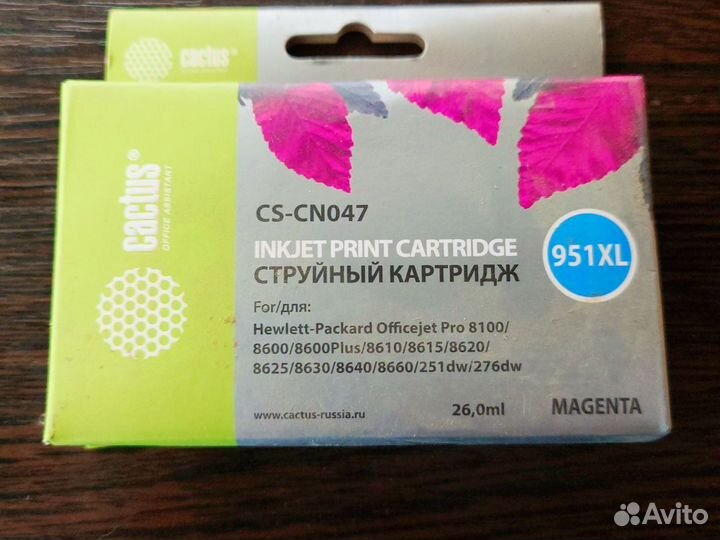 cactus®
cactus®
OFFICE ASSISTANT
CS-CN047
INKJET PRINT CARTRIDGE
СТРУЙНЫЙ КАРТРИДЖ
951XL
For/для:
Hewlett-Packard Officejet Pro 8100/
8600/8600Plus/8610/8615/8620/
8625/8630/8640/8660/251dw/276dw
www.cactus-russia.ru
26,0ml
MAGENTA
Avito